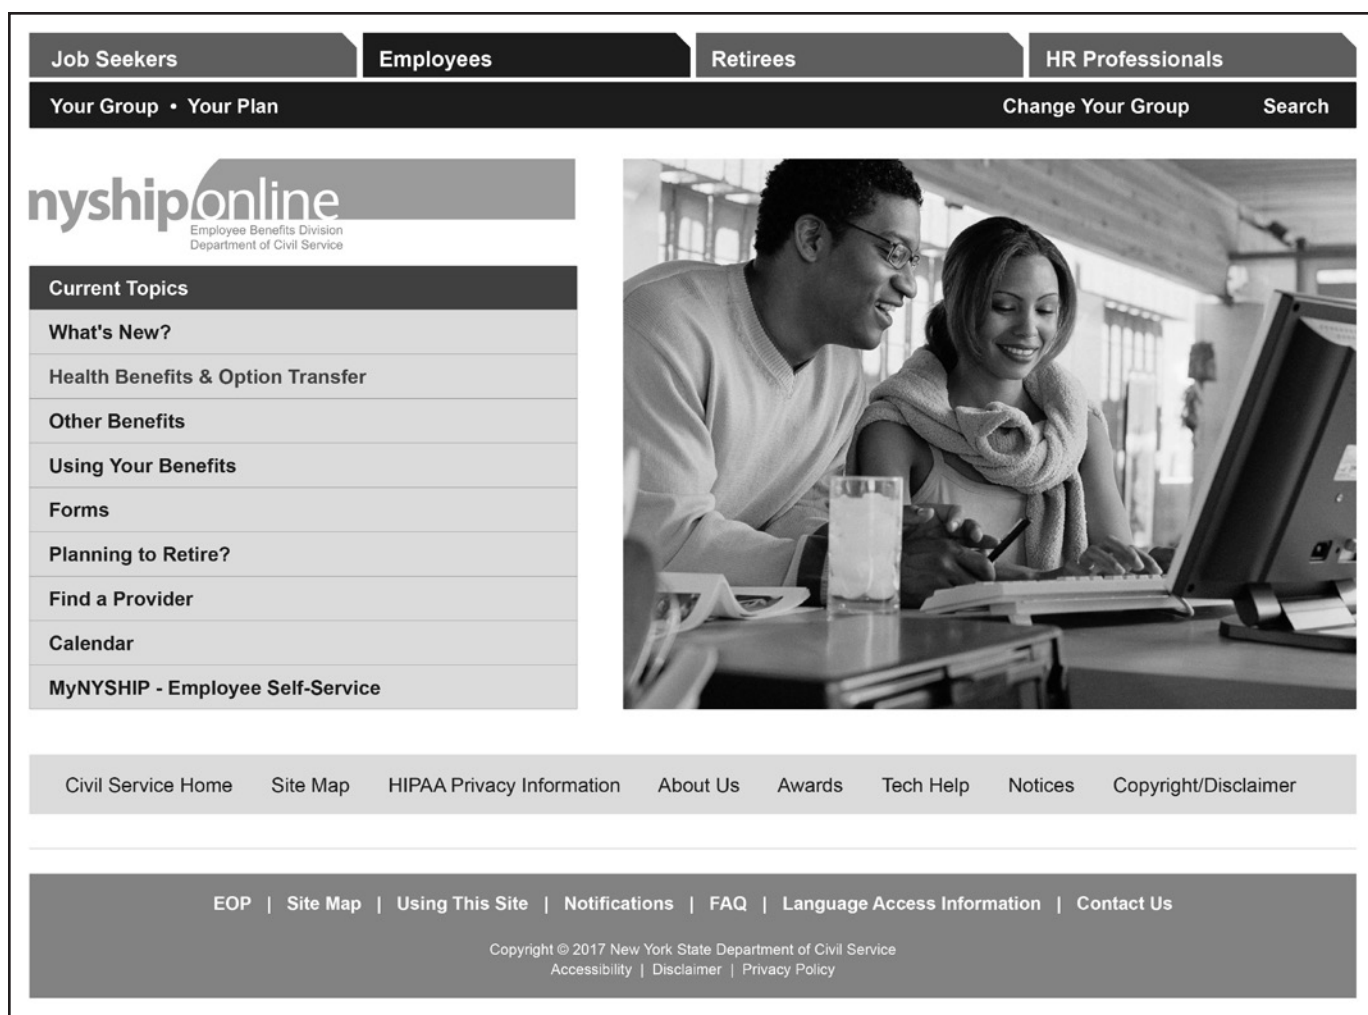 Job Seekers Employees Retirees HR Professionals
Your Group • Your Plan Change Your Group Search
nyshiponline
Employee Benefits Division
Department of Civil Service
Current Topics
What's New?
Health Benefits & Option Transfer
Other Benefits
Using Your Benefits
Forms
Planning to Retire?
Find a Provider
Calendar
MyNYSHIP - Employee Self-Service
Civil Service Home Site Map HIPAA Privacy Information About Us Awards Tech Help Notices Copyright/Disclaimer
EOP | Site Map | Using This Site | Notifications | FAQ | Language Access Information | Contact Us
Copyright © 2017 New York State Department of Civil Service
Accessibility | Disclaimer | Privacy Policy